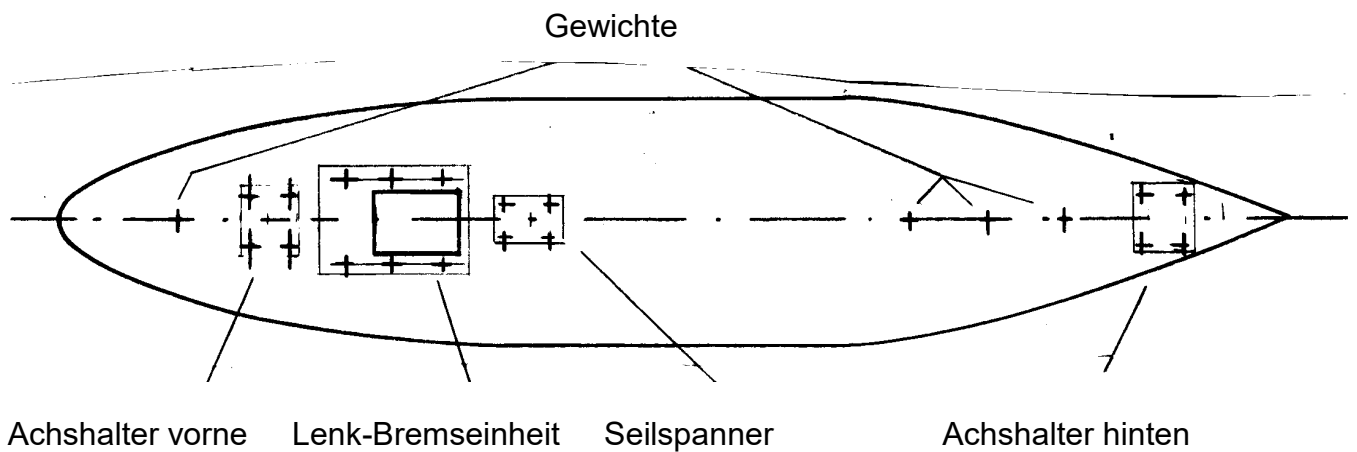 Gewichte
Achshalter vorne
Lenk-Bremseinheit
Seilspanner
Achshalter hinten